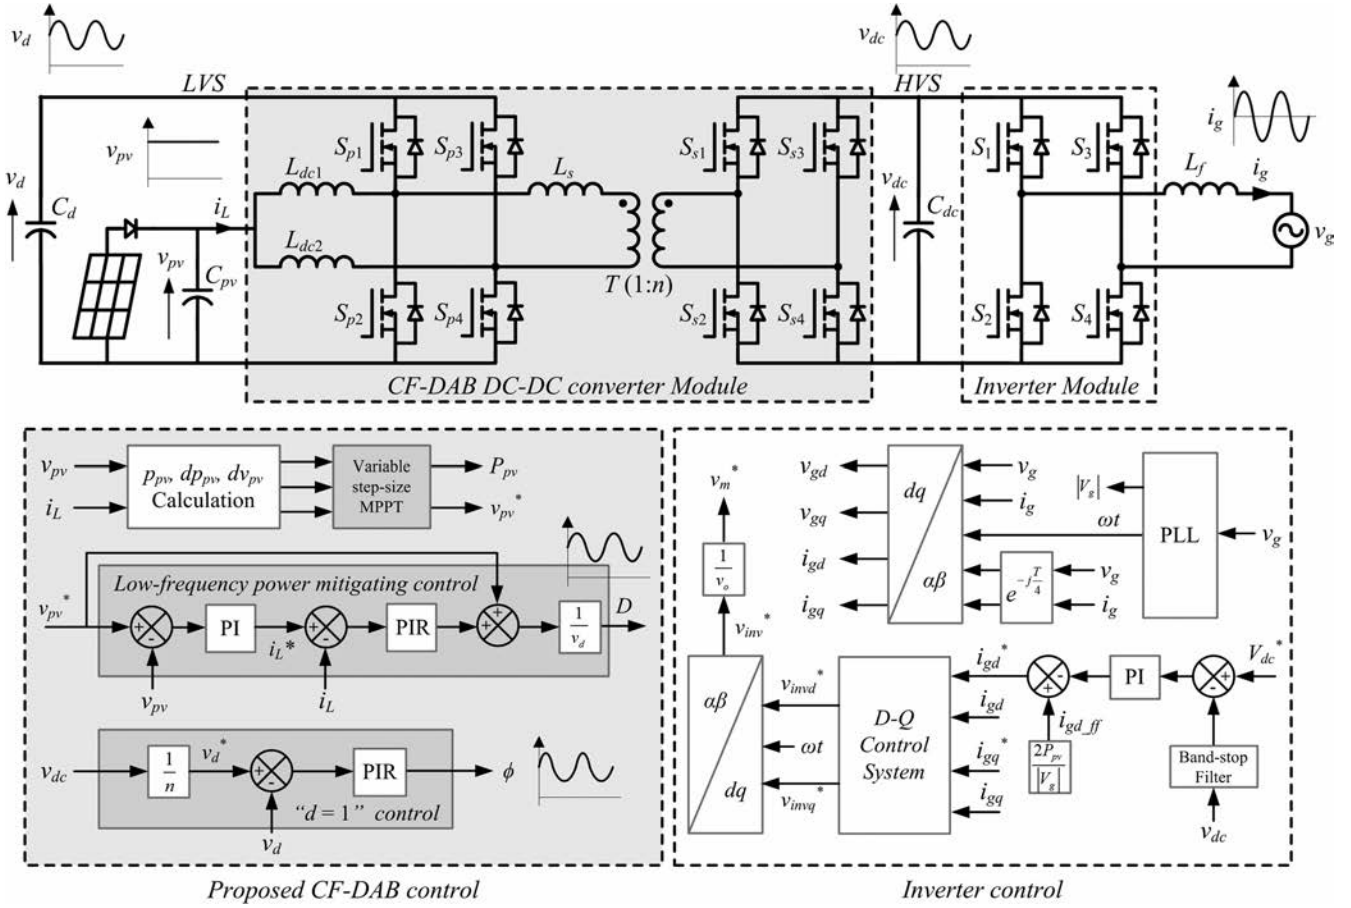 v_d
LVS
v_dc
HVS
i_g
v_pv
S_p1
S_p3
S_s1
S_s3
S_1
S_3
L_dc1
L_s
L_f
i_g
v_d
C_d
i_L
v_dc
C_dc
v_g
L_dc2
v_pv
C_pv
T (1:n)
S_p2
S_p4
S_s2
S_s4
S_2
S_4
CF-DAB DC-DC converter Module
Inverter Module
v_pv
i_L
p_pv, dp_pv, dv_pv
Calculation
Variable
step-size
MPPT
P_pv
v_pv*
Low-frequency power mitigating control
v_pv*
+
-
PI
i_L*
+
-
PIR
+
+
1
v_d
D
v_pv
i_L
v_dc
1
n
v_d*
+
-
PIR
ϕ
"d = 1" control
v_d
Proposed CF-DAB control
v_m*
1
v_o
v_inv*
v_gd
v_gq
i_gd
i_gq
dq
αβ
v_g
i_g
|V_g|
ωt
PLL
v_g
e^-jT/4
v_g
i_g
αβ
dq
v_invd*
ωt
v_invq*
D-Q
Control
System
i_gd*
i_gd
i_gq*
i_gq
-
+
PI
+
-
V_dc*
i_gd_ff
2P_pv
|V_g|
Band-stop
Filter
v_dc
Inverter control